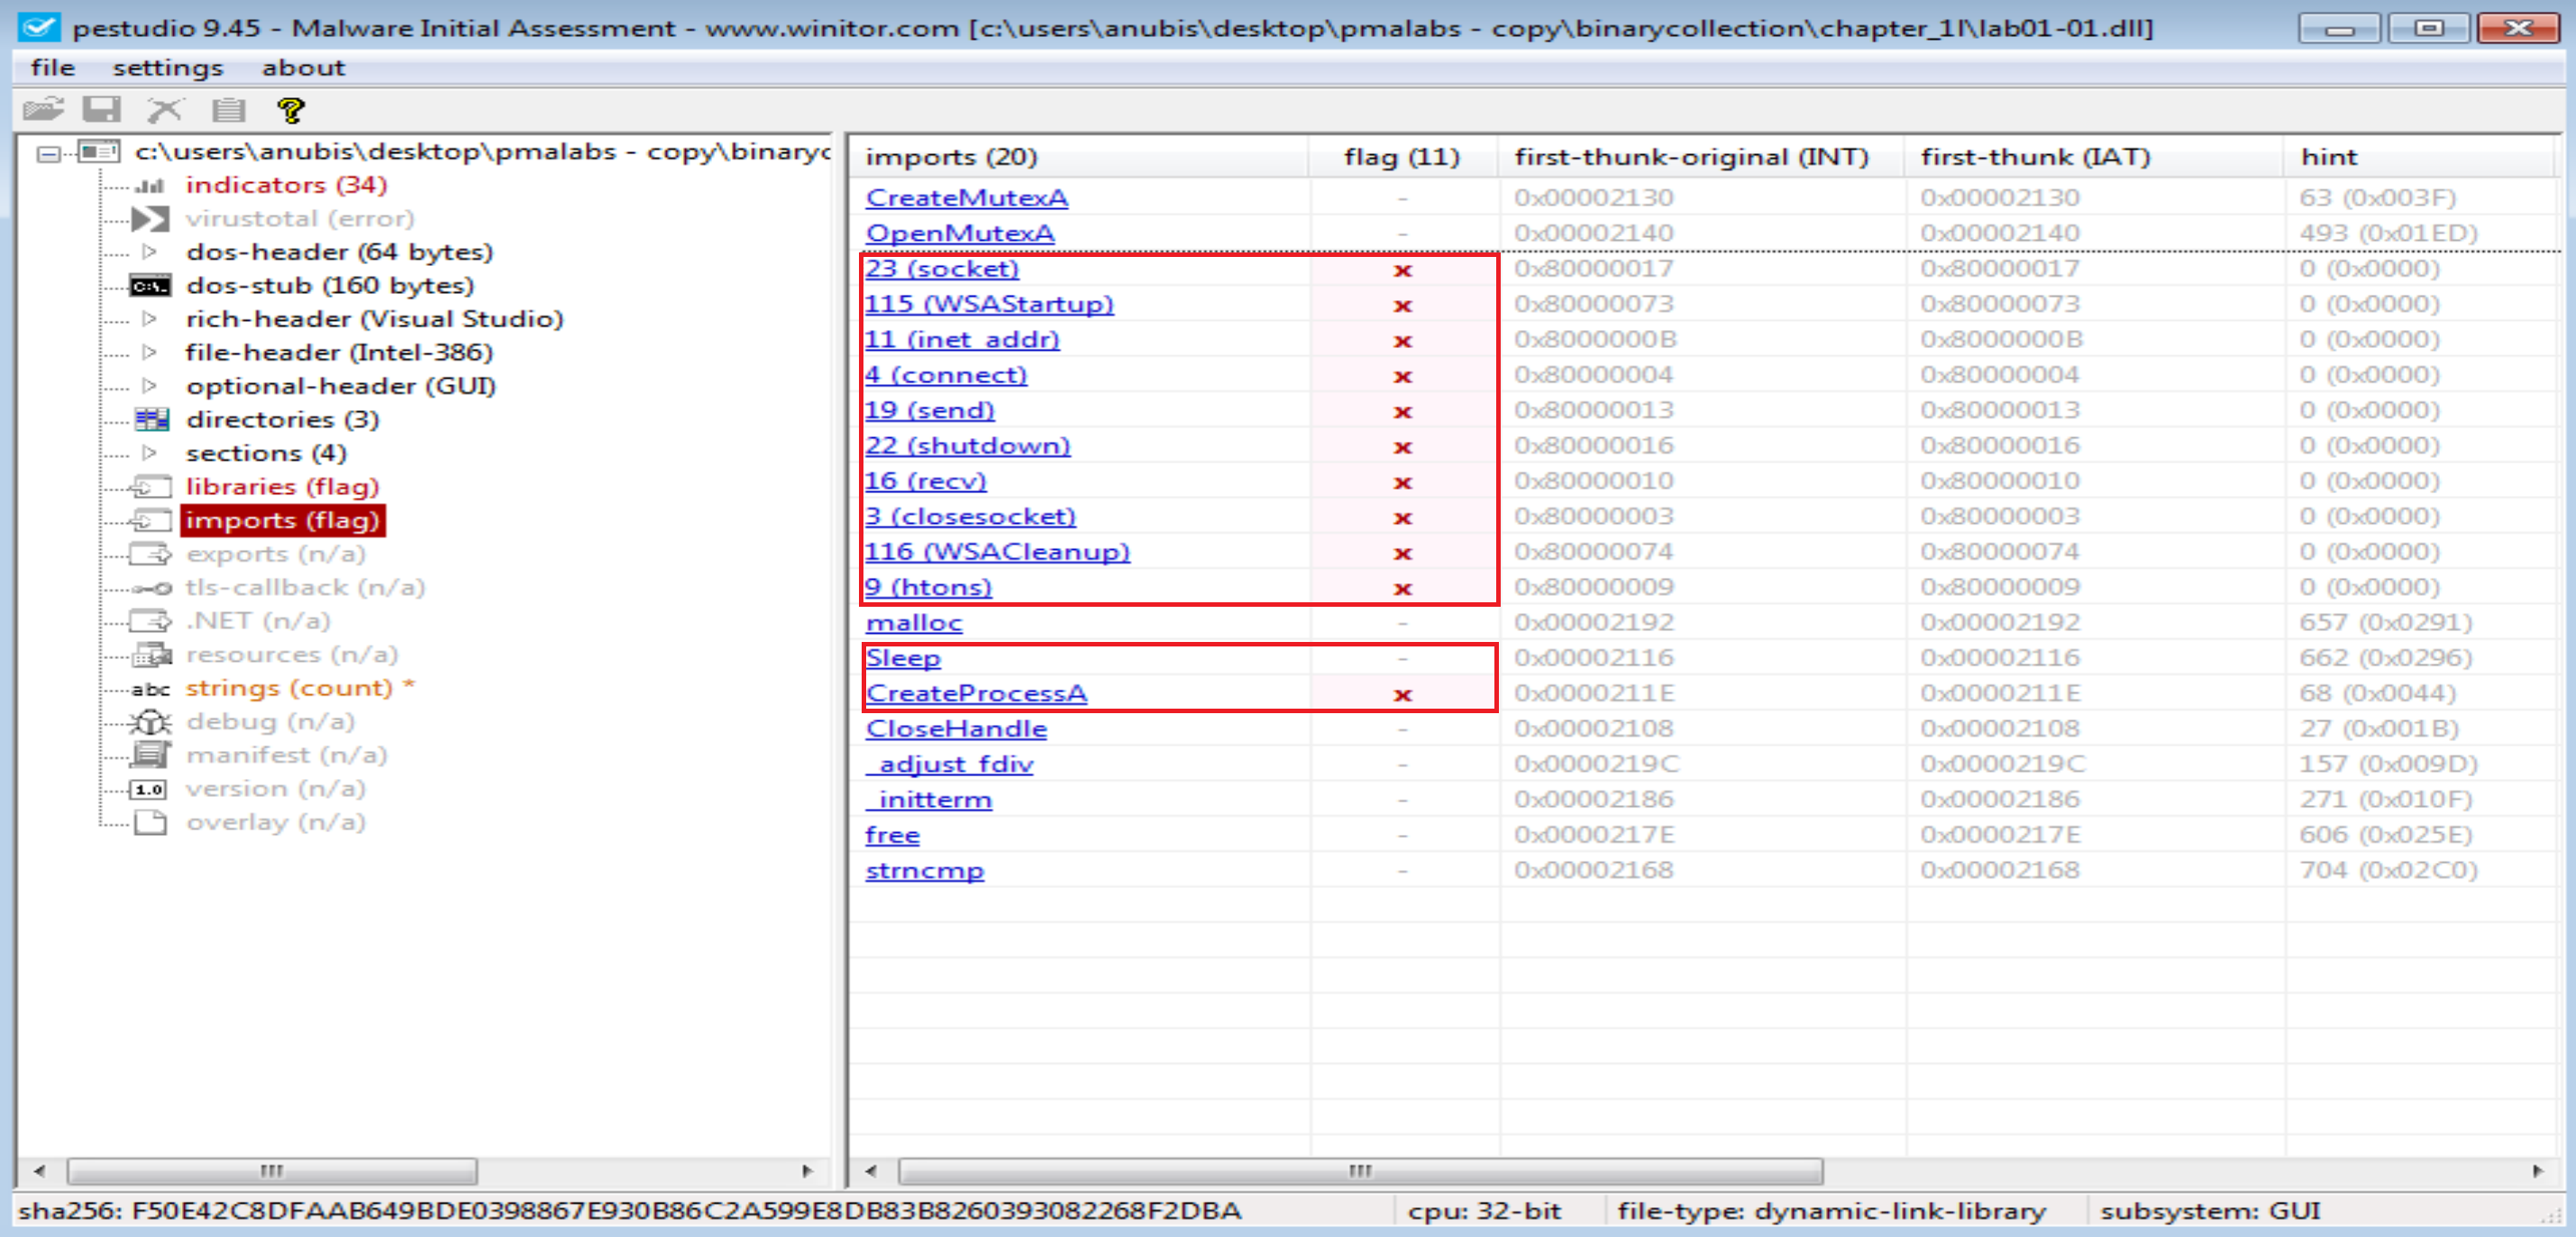 pestudio 9.45 - Malware Initial Assessment - www.winitor.com [c:\users\anubis\desktop\pmalabs - copy\binarycollection\chapter_1l\lab01-01.dll]
file settings about
c:\users\anubis\desktop\pmalabs - copy\binaryc
indicators (34)
virustotal (error)
dos-header (64 bytes)
dos-stub (160 bytes)
rich-header (Visual Studio)
file-header (Intel-386)
optional-header (GUI)
directories (3)
sections (4)
libraries (flag)
imports (flag)
exports (n/a)
tls-callback (n/a)
.NET (n/a)
resources (n/a)
abc strings (count) *
debug (n/a)
manifest (n/a)
1.0 version (n/a)
overlay (n/a)
imports (20) flag (11) first-thunk-original (INT) first-thunk (IAT) hint
CreateMutexA - 0x00002130 0x00002130 63 (0x003F)
OpenMutexA - 0x00002140 0x00002140 493 (0x01ED)
23 (socket) x 0x80000017 0x80000017 0 (0x0000)
115 (WSAStartup) x 0x80000073 0x80000073 0 (0x0000)
11 (inet_addr) x 0x8000000B 0x8000000B 0 (0x0000)
4 (connect) x 0x80000004 0x80000004 0 (0x0000)
19 (send) x 0x80000013 0x80000013 0 (0x0000)
22 (shutdown) x 0x80000016 0x80000016 0 (0x0000)
16 (recv) x 0x80000010 0x80000010 0 (0x0000)
3 (closesocket) x 0x80000003 0x80000003 0 (0x0000)
116 (WSACleanup) x 0x80000074 0x80000074 0 (0x0000)
9 (htons) x 0x80000009 0x80000009 0 (0x0000)
malloc - 0x00002192 0x00002192 657 (0x0291)
Sleep - 0x00002116 0x00002116 662 (0x0296)
CreateProcessA x 0x0000211E 0x0000211E 68 (0x0044)
CloseHandle - 0x00002108 0x00002108 27 (0x001B)
_adjust_fdiv - 0x0000219C 0x0000219C 157 (0x009D)
_initterm - 0x00002186 0x00002186 271 (0x010F)
free - 0x0000217E 0x0000217E 606 (0x025E)
strncmp - 0x00002168 0x00002168 704 (0x02C0)
sha256: F50E42C8DFAAB649BDE0398867E930B86C2A599E8DB83B8260393082268F2DBA cpu: 32-bit file-type: dynamic-link-library subsystem: GUI